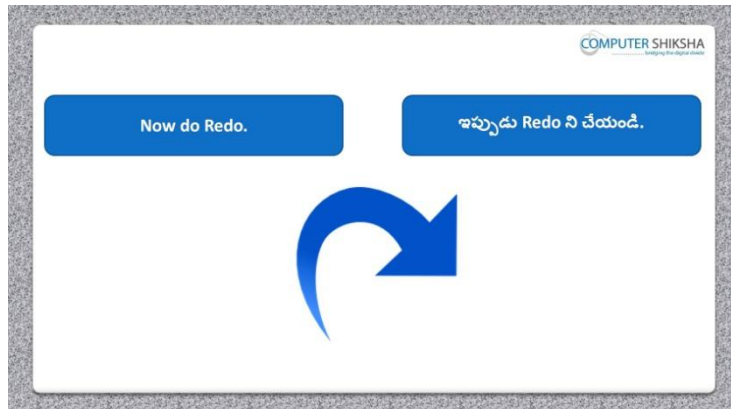 COMPUTER SHIKSHA
bridging the digital divide
Now do Redo.
ఇప్పుడు Redo ని చేయండి.